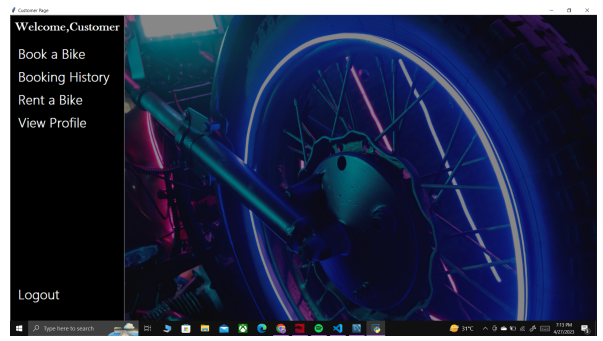 Customer Page
Welcome,Customer
Book a Bike
Booking History
Rent a Bike
View Profile
Logout
Type here to search
31°C
7:13 PM
4/27/2023